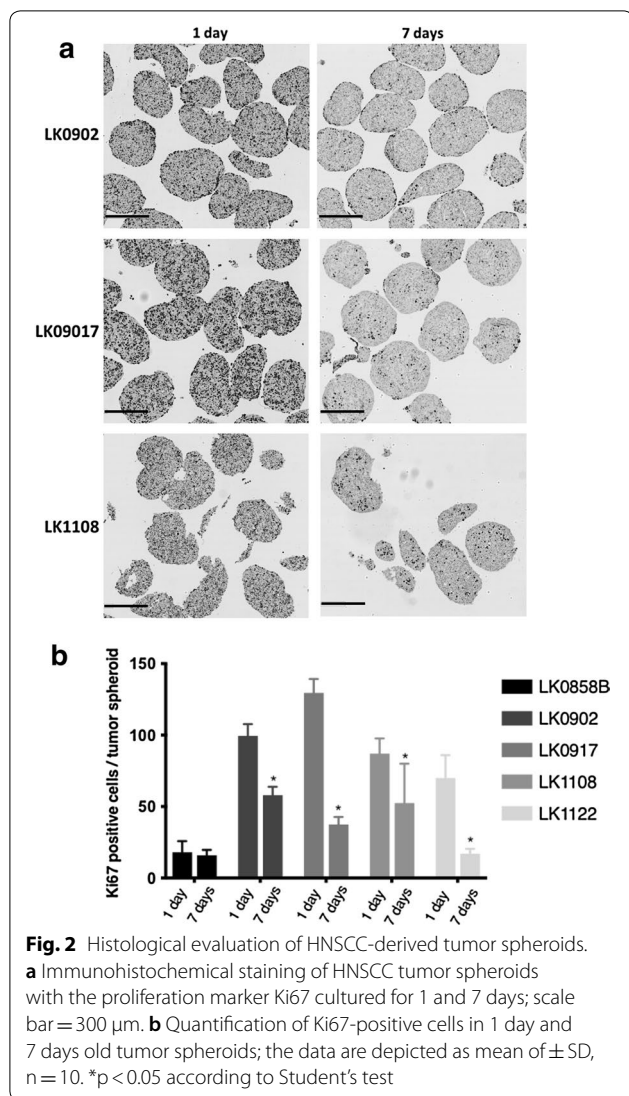 1 day 7 days
a
LK0902
LK09017
LK1108
b
Ki67 positive cells / tumor spheroid
150
100
50
0
* * * *
1 day 7 days 1 day 7 days 1 day 7 days 1 day 7 days 1 day 7 days
LK0858B
LK0902
LK0917
LK1108
LK1122
Fig. 2 Histological evaluation of HNSCC-derived tumor spheroids.
a Immunohistochemical staining of HNSCC tumor spheroids
with the proliferation marker Ki67 cultured for 1 and 7 days; scale
bar = 300 μm. b Quantification of Ki67-positive cells in 1 day and
7 days old tumor spheroids; the data are depicted as mean of ± SD,
n = 10. *p < 0.05 according to Student’s test